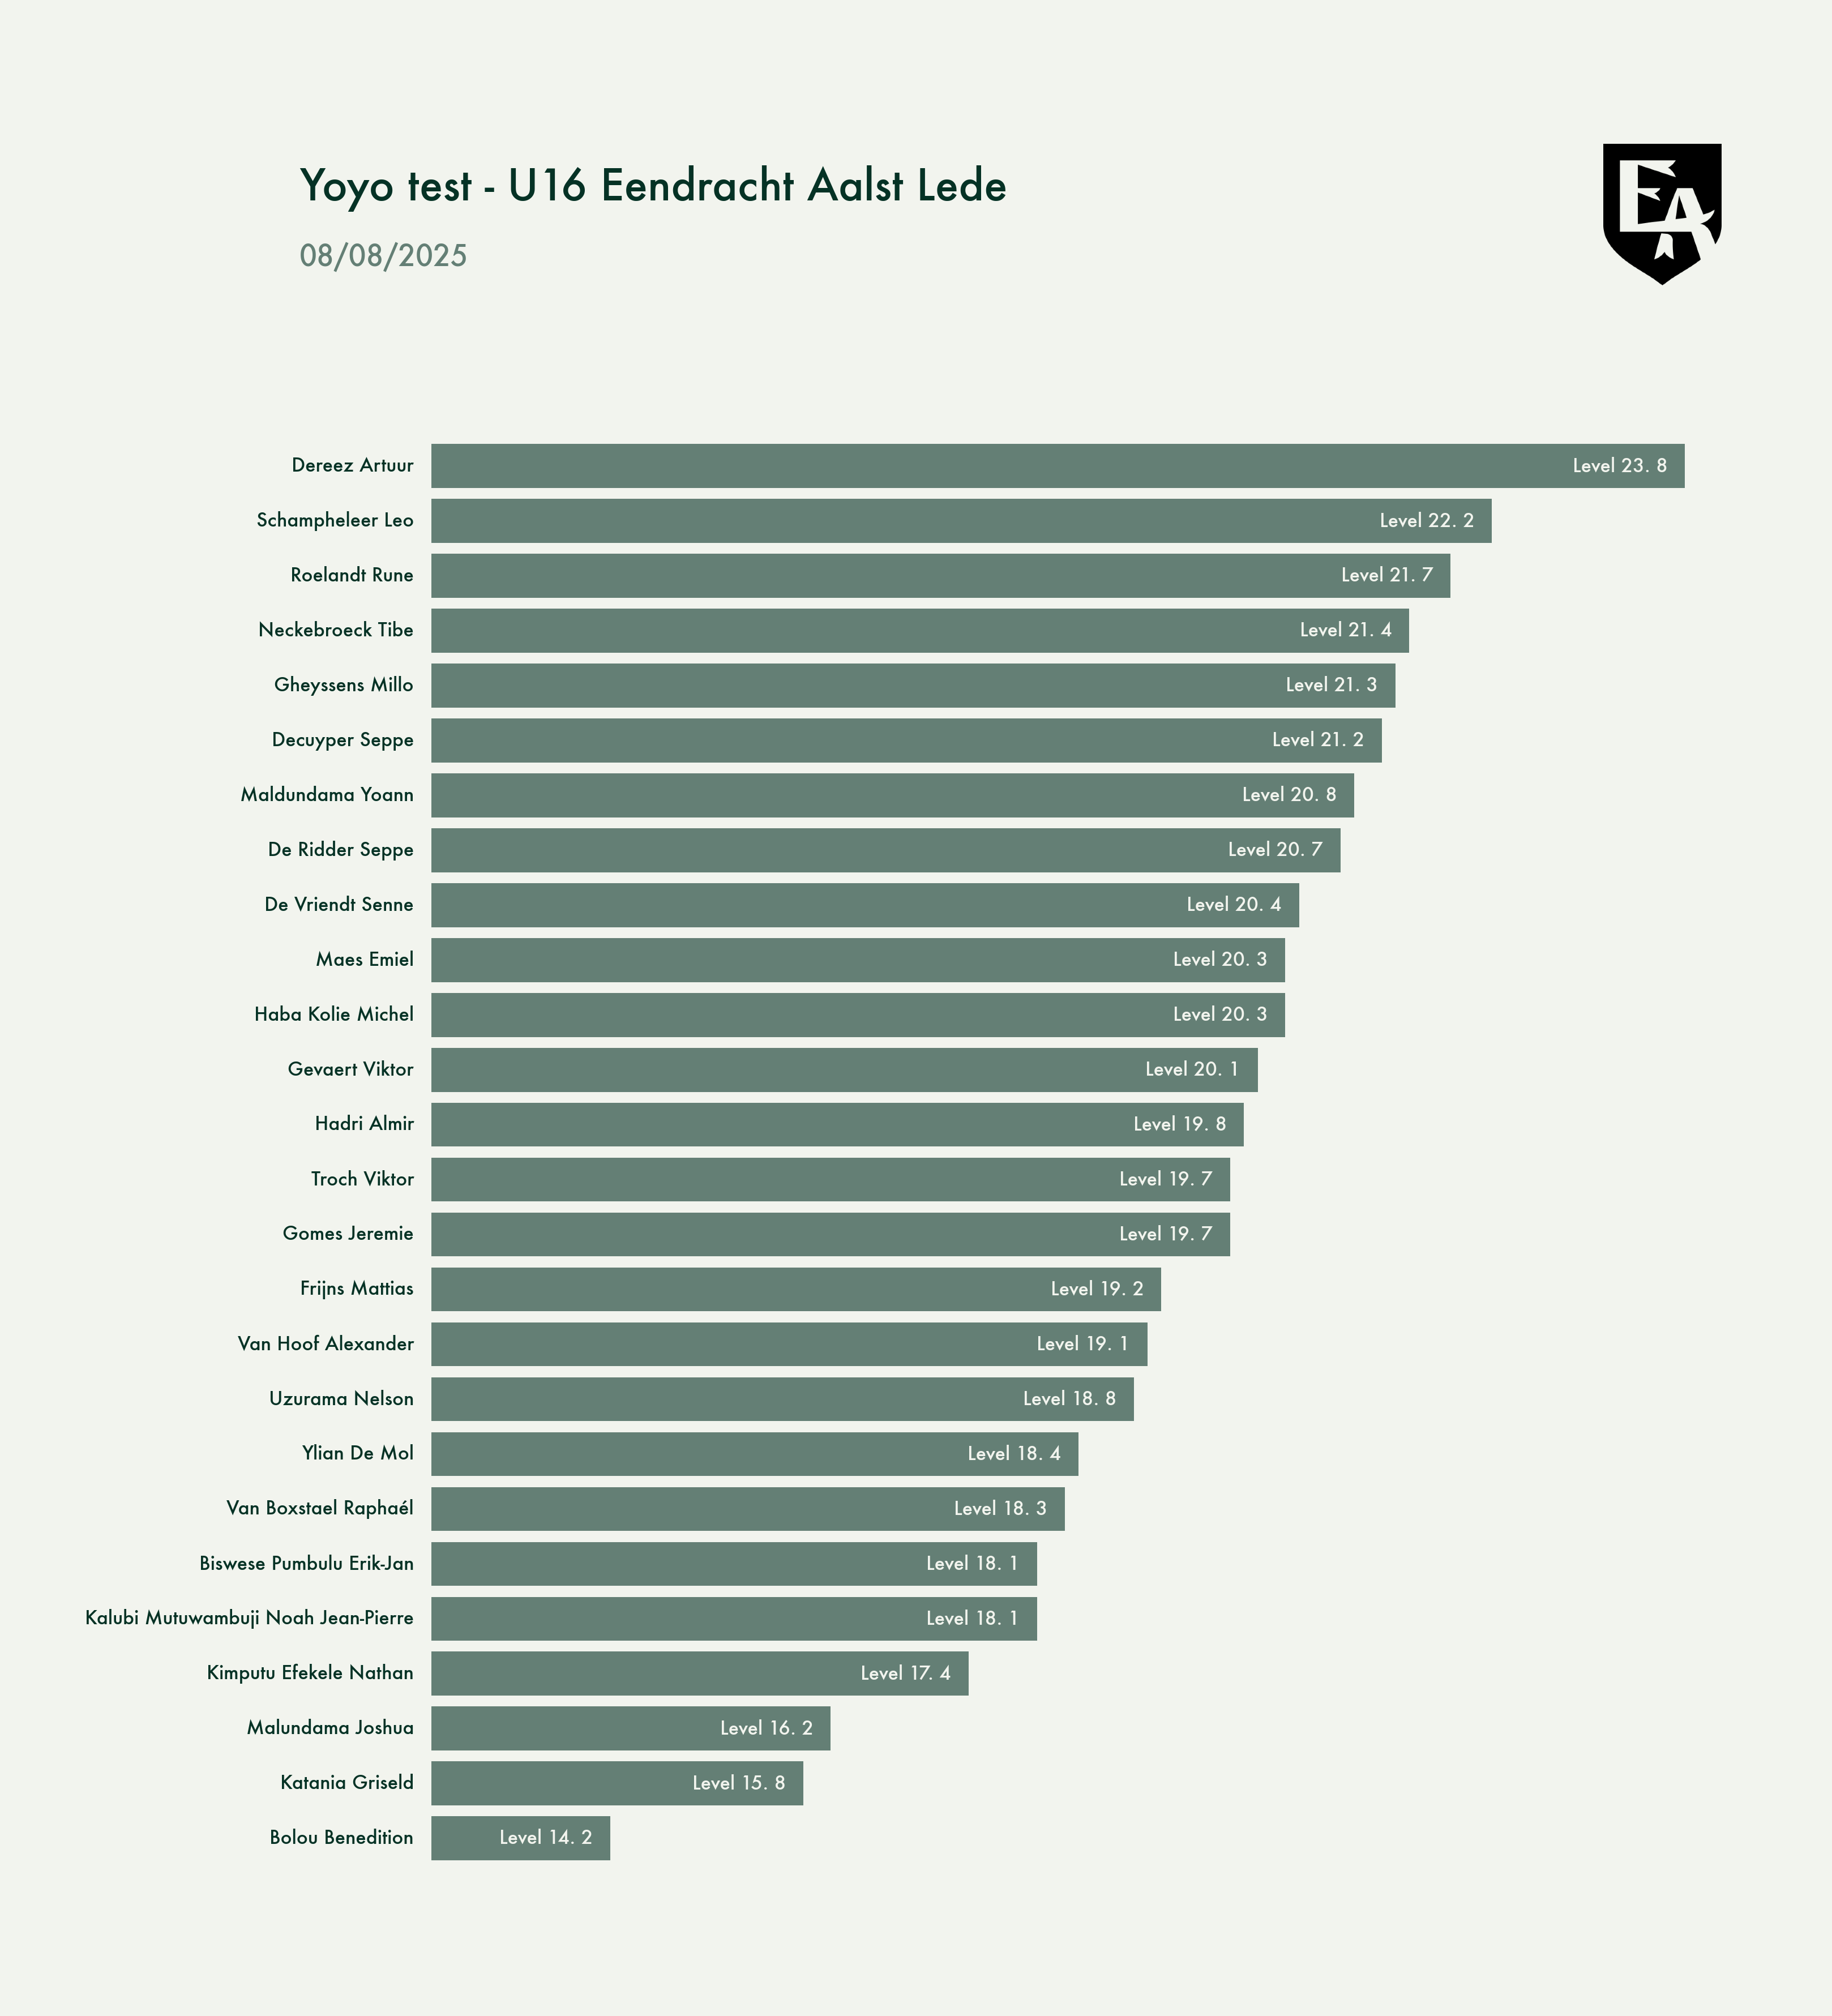 Yoyo test - U16 Eendracht Aalst Lede
08/08/2025
EA
Dereez Artuur Level 23. 8
Schampheleer Leo Level 22. 2
Roelandt Rune Level 21. 7
Neckebroeck Tibe Level 21. 4
Gheyssens Millo Level 21. 3
Decuyper Seppe Level 21. 2
Maldundama Yoann Level 20. 8
De Ridder Seppe Level 20. 7
De Vriendt Senne Level 20. 4
Maes Emiel Level 20. 3
Haba Kolie Michel Level 20. 3
Gevaert Viktor Level 20. 1
Hadri Almir Level 19. 8
Troch Viktor Level 19. 7
Gomes Jeremie Level 19. 7
Frijns Mattias Level 19. 2
Van Hoof Alexander Level 19. 1
Uzurama Nelson Level 18. 8
Ylian De Mol Level 18. 4
Van Boxstael Raphaél Level 18. 3
Biswese Pumbulu Erik-Jan Level 18. 1
Kalubi Mutuwambuji Noah Jean-Pierre Level 18. 1
Kimputu Efekele Nathan Level 17. 4
Malundama Joshua Level 16. 2
Katania Griseld Level 15. 8
Bolou Benedition Level 14. 2